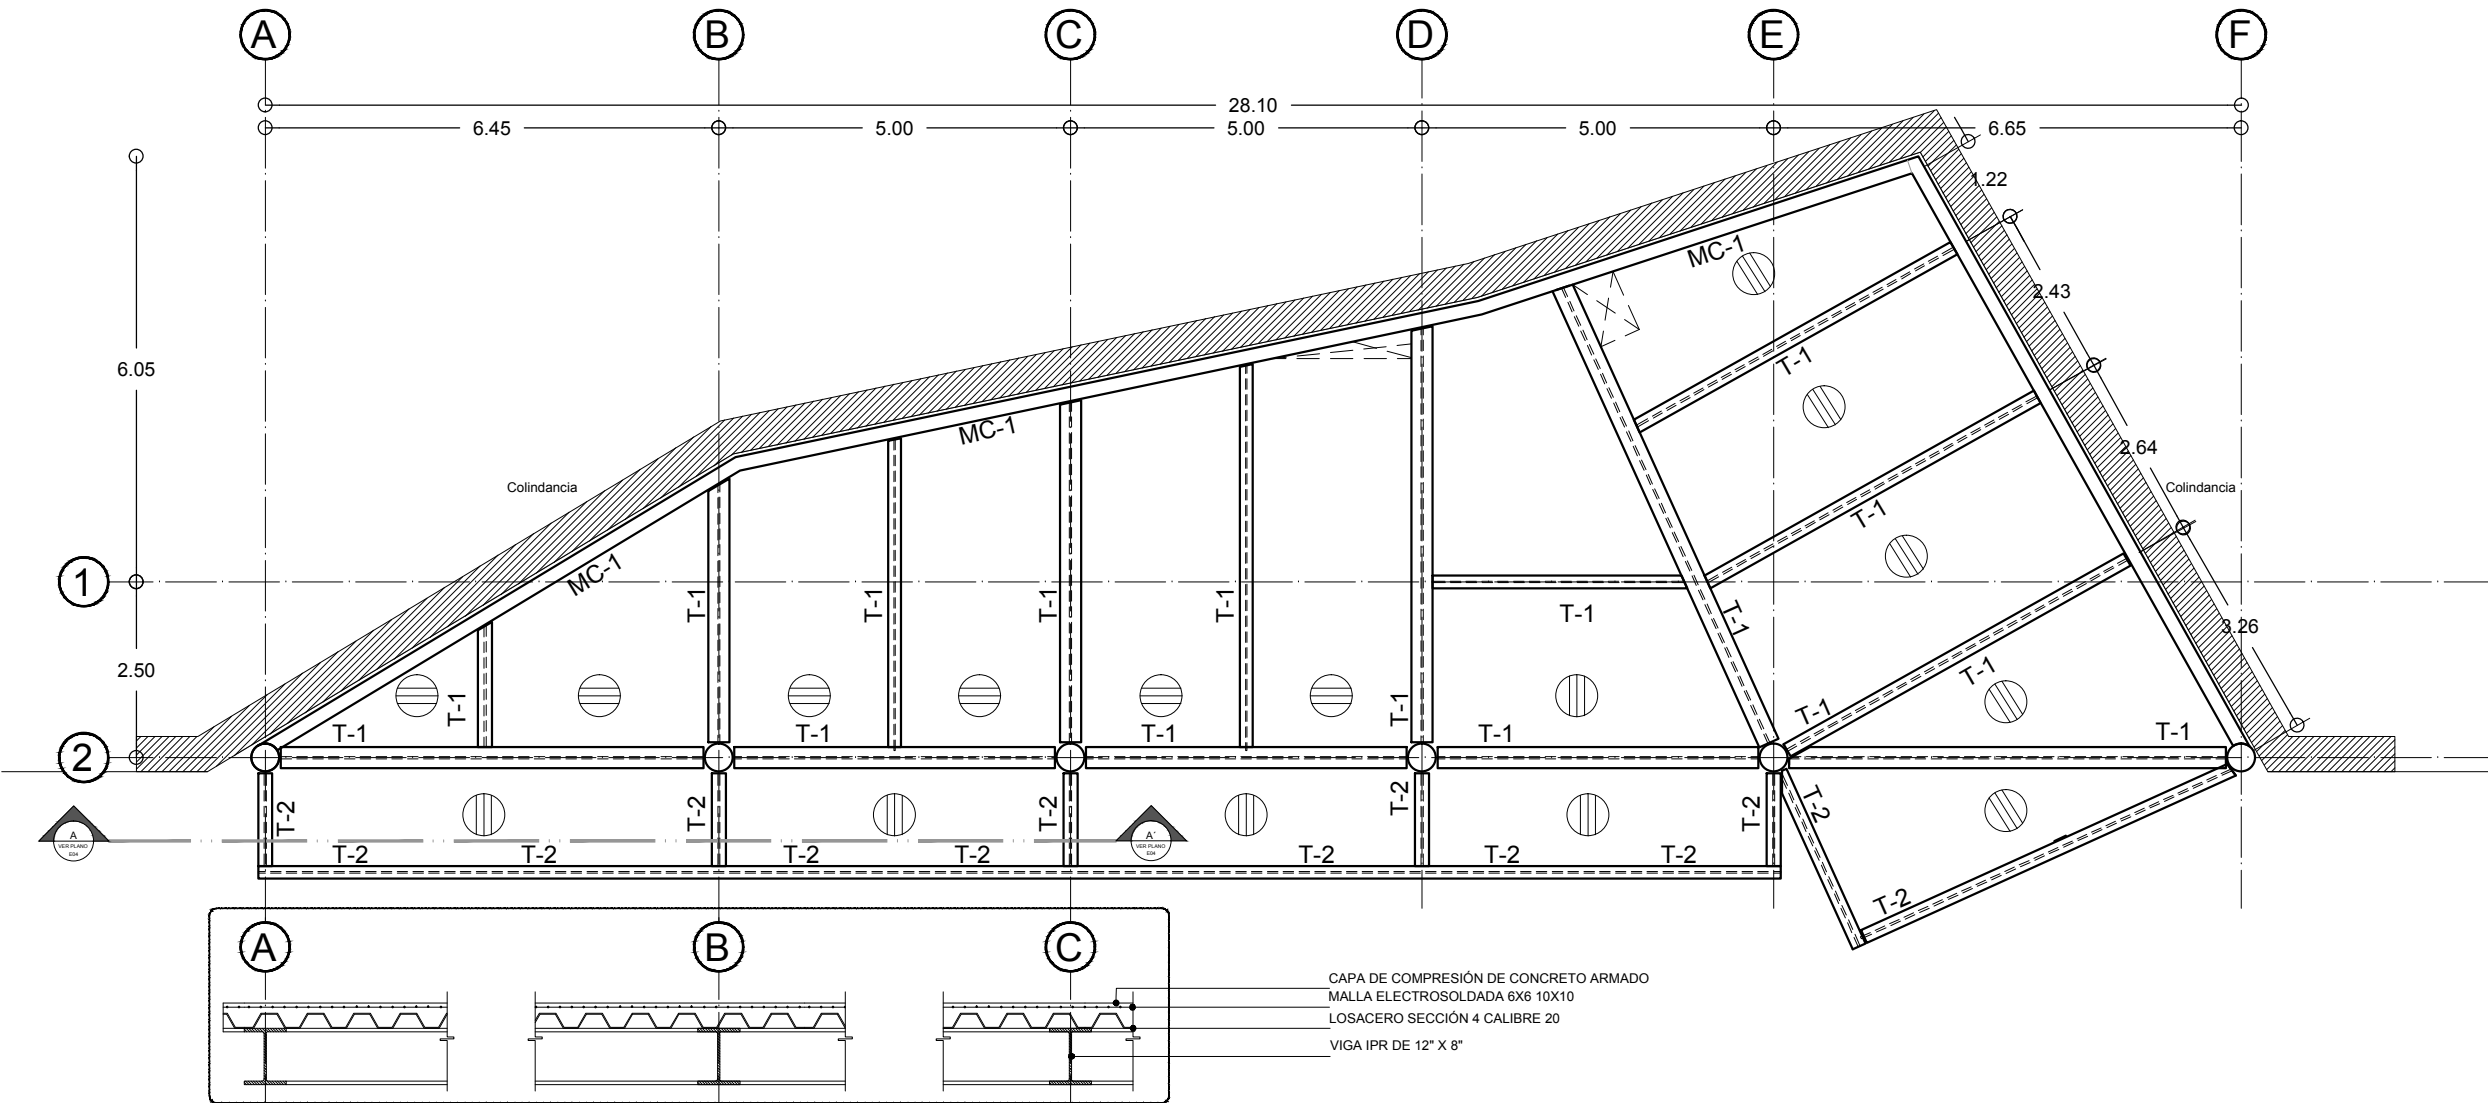 A B C D E F
28.10
6.45 5.00 5.00 5.00 6.65
1.22
MC-1
2.43
T-1
6.05
MC-1
2.64
Colindancia
Colindancia
T-1
MC-1
1
T-1 T-1 T-1 T-1 T-1 T-1
3.26
2.50
T-1
T-1 T-1
T-1
T-1 T-1 T-1 T-1 T-1
2
T-2 T-2 T-2 T-2 T-2 T-2
A
VER PLANO
E04
A´
VER PLANO
E04
T-2 T-2 T-2 T-2 T-2 T-2 T-2
T-2
A B C
CAPA DE COMPRESIÓN DE CONCRETO ARMADO
MALLA ELECTROSOLDADA 6X6 10X10
LOSACERO SECCIÓN 4 CALIBRE 20
VIGA IPR DE 12" X 8"